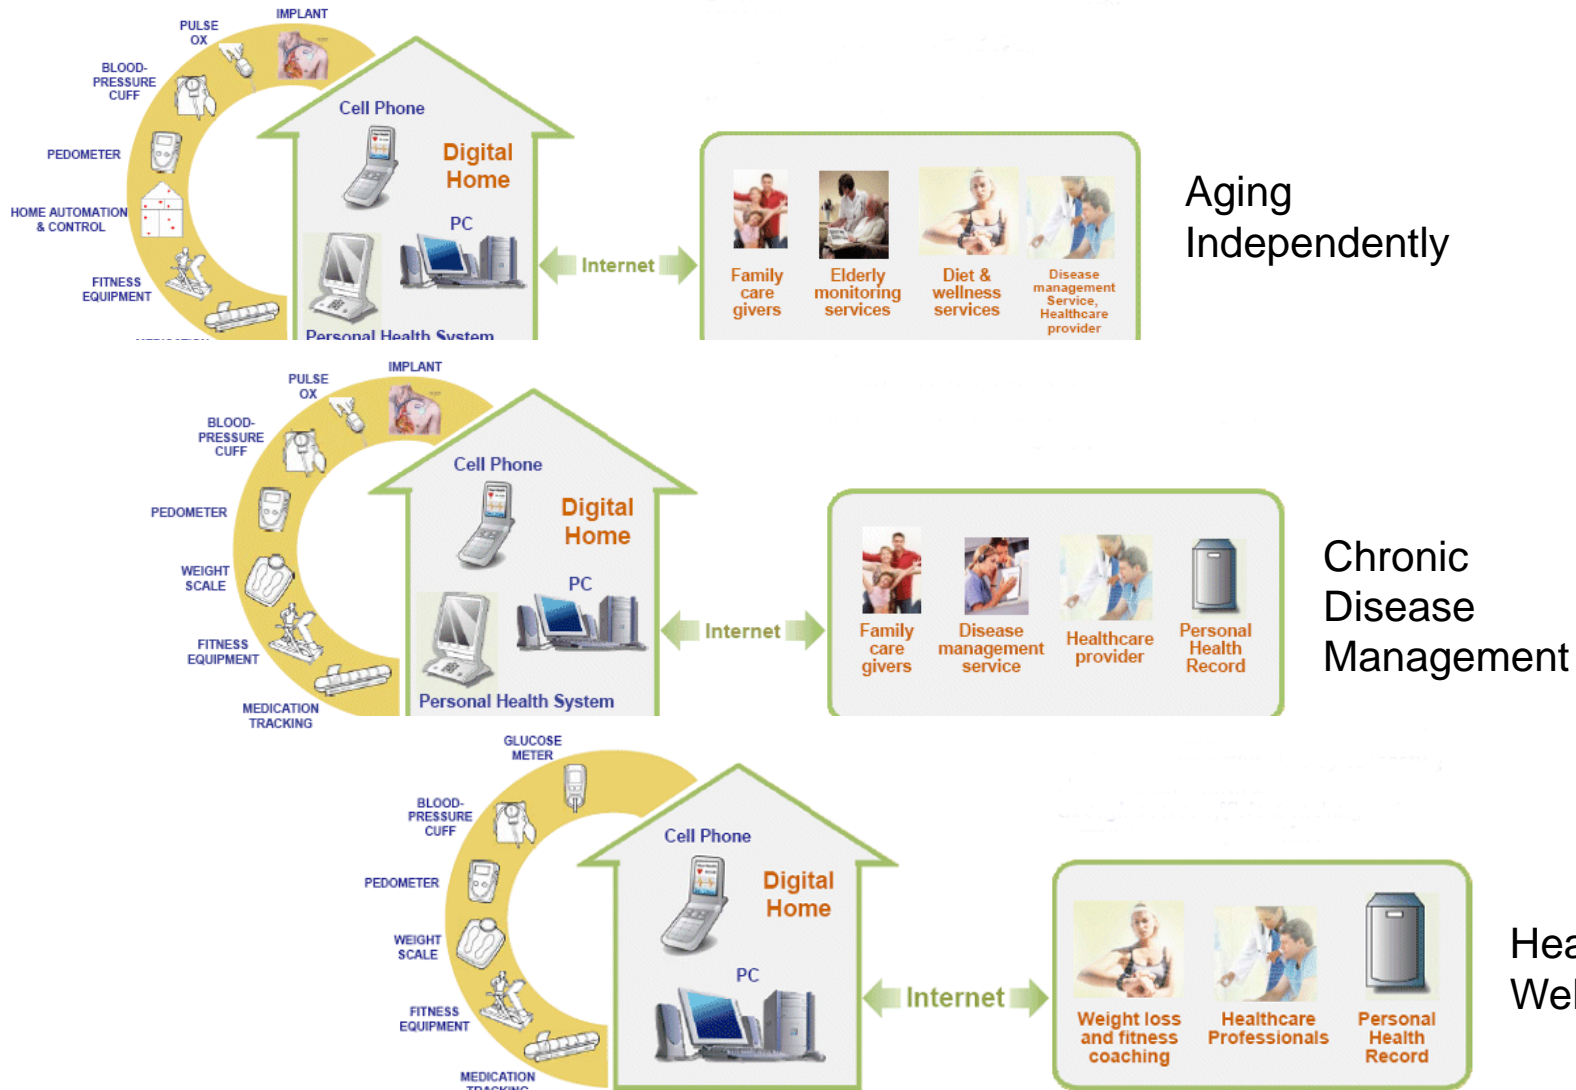 IMPLANT
PULSE
OX
BLOOD-
PRESSURE
CUFF
PEDOMETER
HOME AUTOMATION
& CONTROL
FITNESS
EQUIPMENT
Cell Phone
Digital
Home
PC
Personal Health System
Internet
Family
care
givers
Elderly
monitoring
services
Diet &
wellness
services
Disease
management
Service,
Healthcare
provider
Aging
Independently
IMPLANT
PULSE
OX
BLOOD-
PRESSURE
CUFF
PEDOMETER
WEIGHT
SCALE
FITNESS
EQUIPMENT
MEDICATION
TRACKING
Cell Phone
Digital
Home
PC
Personal Health System
Internet
Family
care
givers
Disease
management
service
Healthcare
provider
Personal
Health
Record
Chronic
Disease
Management
GLUCOSE
METER
BLOOD-
PRESSURE
CUFF
PEDOMETER
WEIGHT
SCALE
FITNESS
EQUIPMENT
MEDICATION
TRACKING
Cell Phone
Digital
Home
PC
Internet
Weight loss
and fitness
coaching
Healthcare
Professionals
Personal
Health
Record